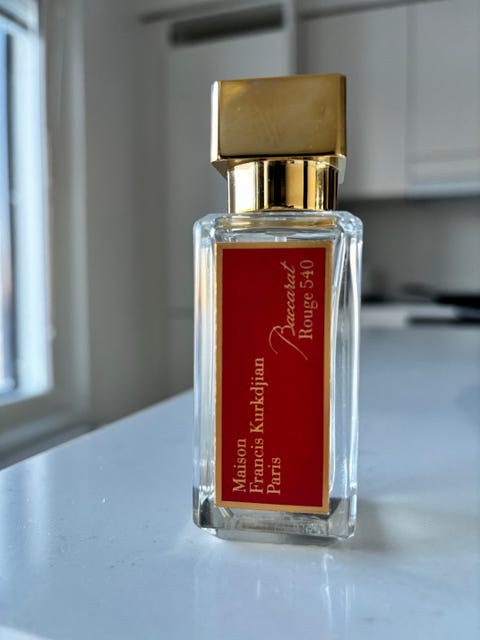 Maison
Francis Kurkdjian
Paris
Baccarat
Rouge 540